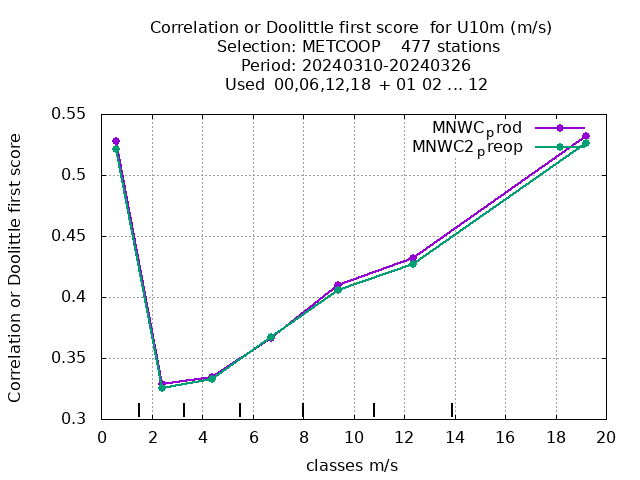 Correlation or Doolittle first score  for U10m (m/s)
Selection: METCOOP    477 stations
Period: 20240310-20240326
Used  00,06,12,18 + 01 02 ... 12
MNWCprod
MNWC2preop
Correlation or Doolittle first score
0.55
0.5
0.45
0.4
0.35
0.3
0 2 4 6 8 10 12 14 16 18 20
classes m/s